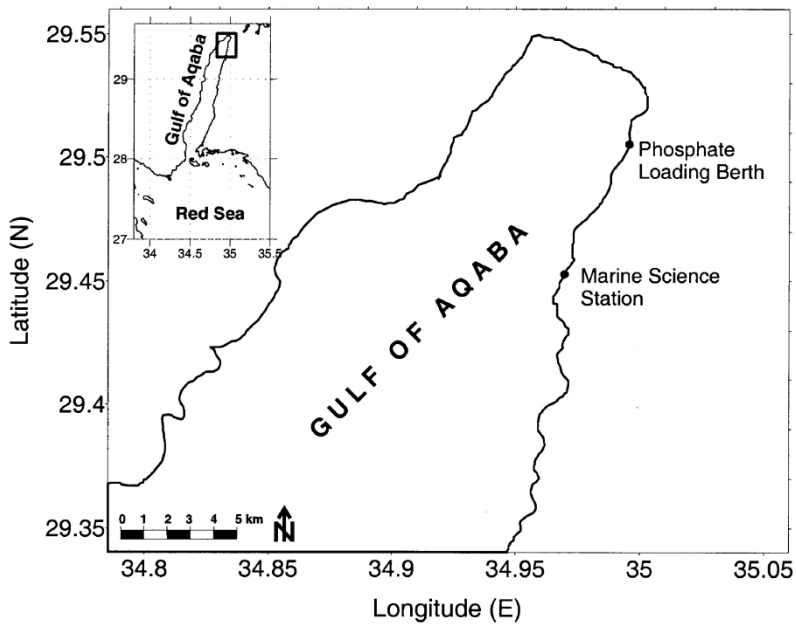 29.55
29.5
29.45
29.4
29.35
Latitude (N)
29
28
27
34
34.5
35
35.5
Gulf of Aqaba
Red Sea
Phosphate
Loading Berth
Marine Science
Station
GULF OF AQABA
0 1 2 3 4 5 km
N
34.8
34.85
34.9
34.95
35
35.05
Longitude (E)